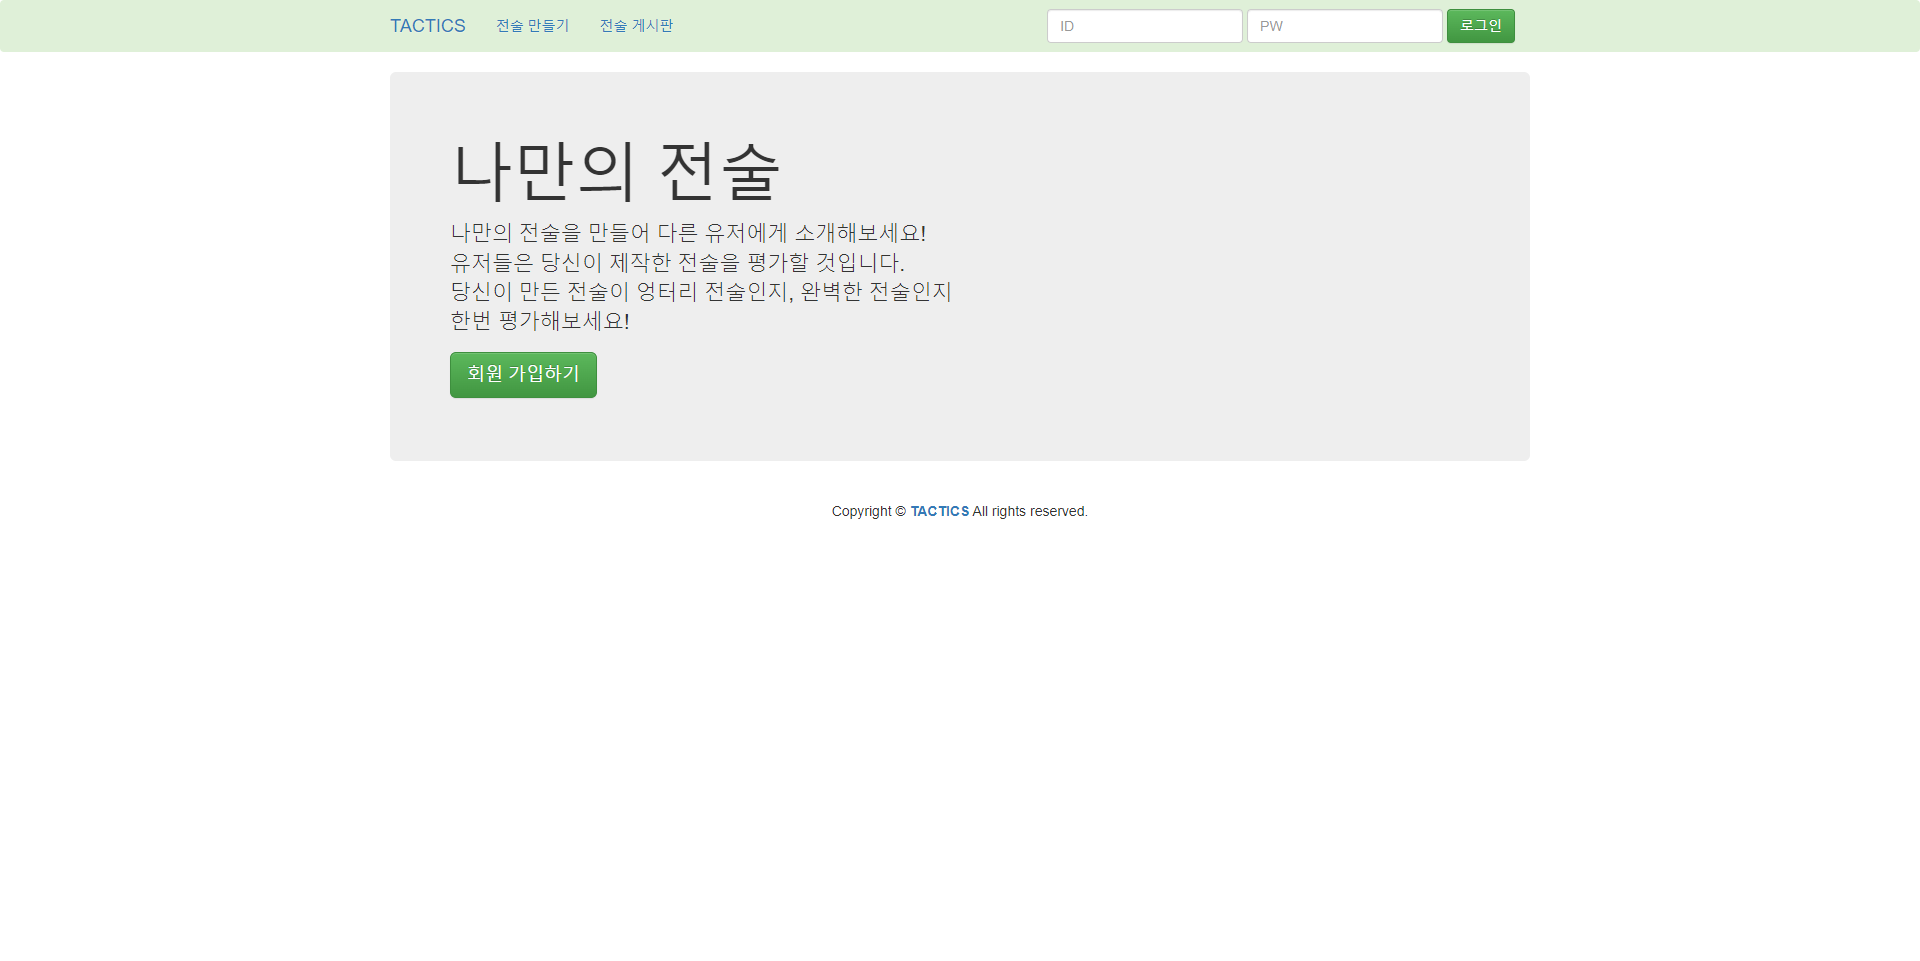 TACTICS 전술 만들기 전술 게시판 ID PW 로그인
나만의 전술
나만의 전술을 만들어 다른 유저에게 소개해보세요!
유저들은 당신이 제작한 전술을 평가할 것입니다.
당신이 만든 전술이 엉터리 전술인지, 완벽한 전술인지
한번 평가해보세요!
회원 가입하기
Copyright © TACTICS All rights reserved.